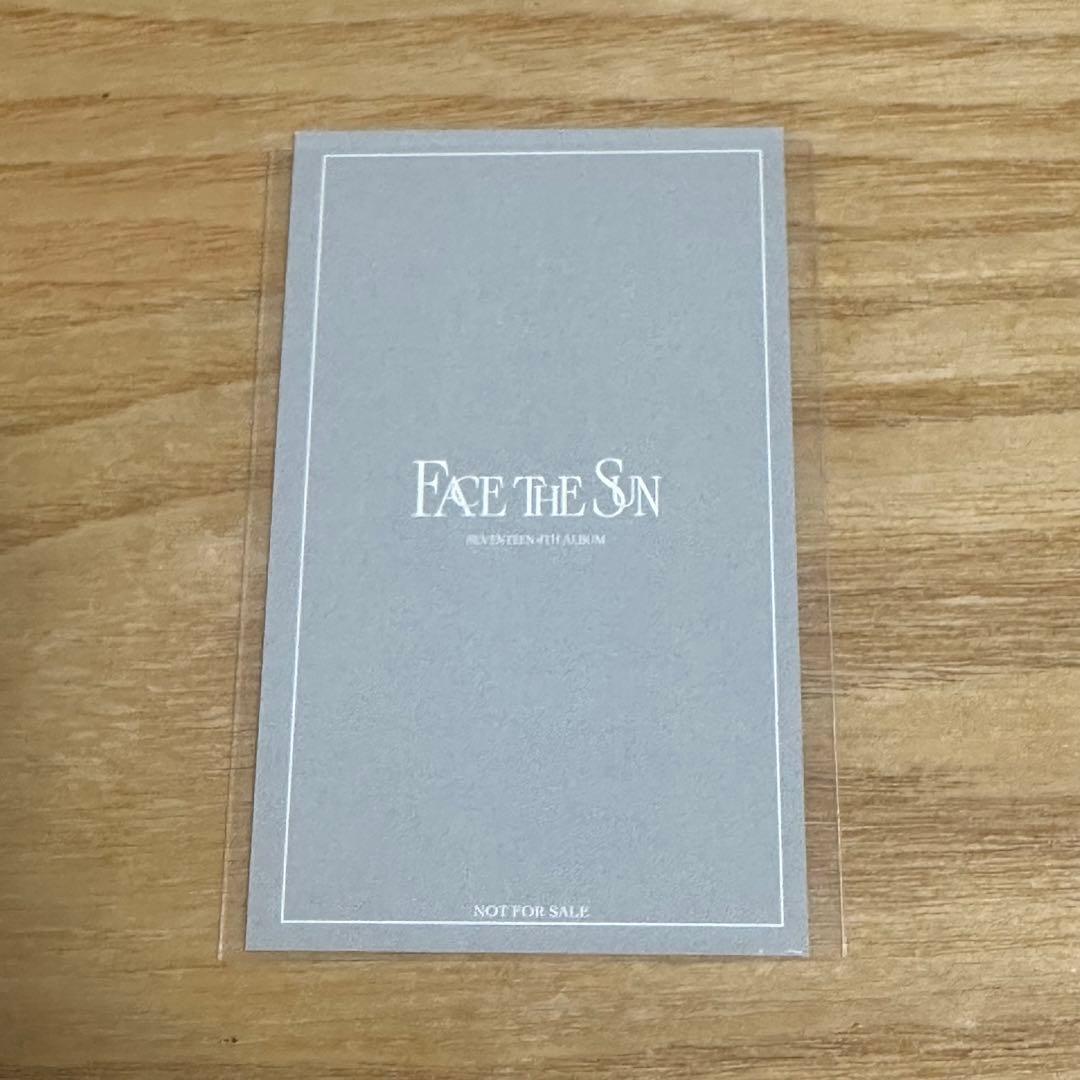 FACE THE SUN
SEVENTEEN 4TH ALBUM
NOT FOR SALE